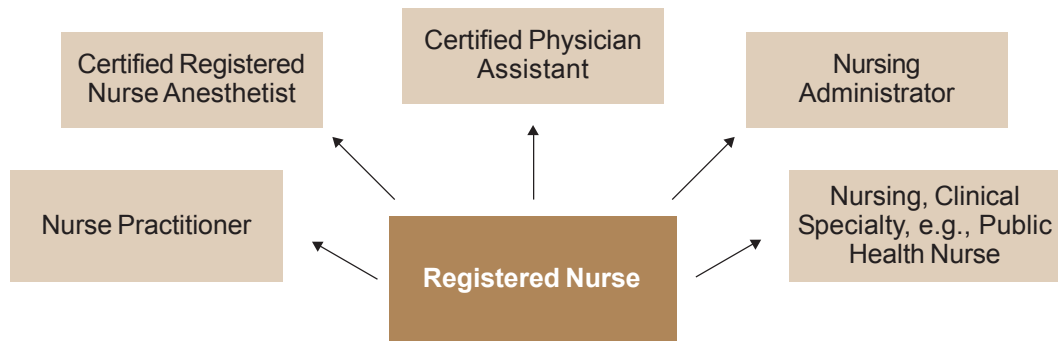 Certified Physician
Assistant
Certified Registered
Nurse Anesthetist
Nursing
Administrator
Nurse Practitioner
Nursing, Clinical
Specialty, e.g., Public
Health Nurse
Registered Nurse